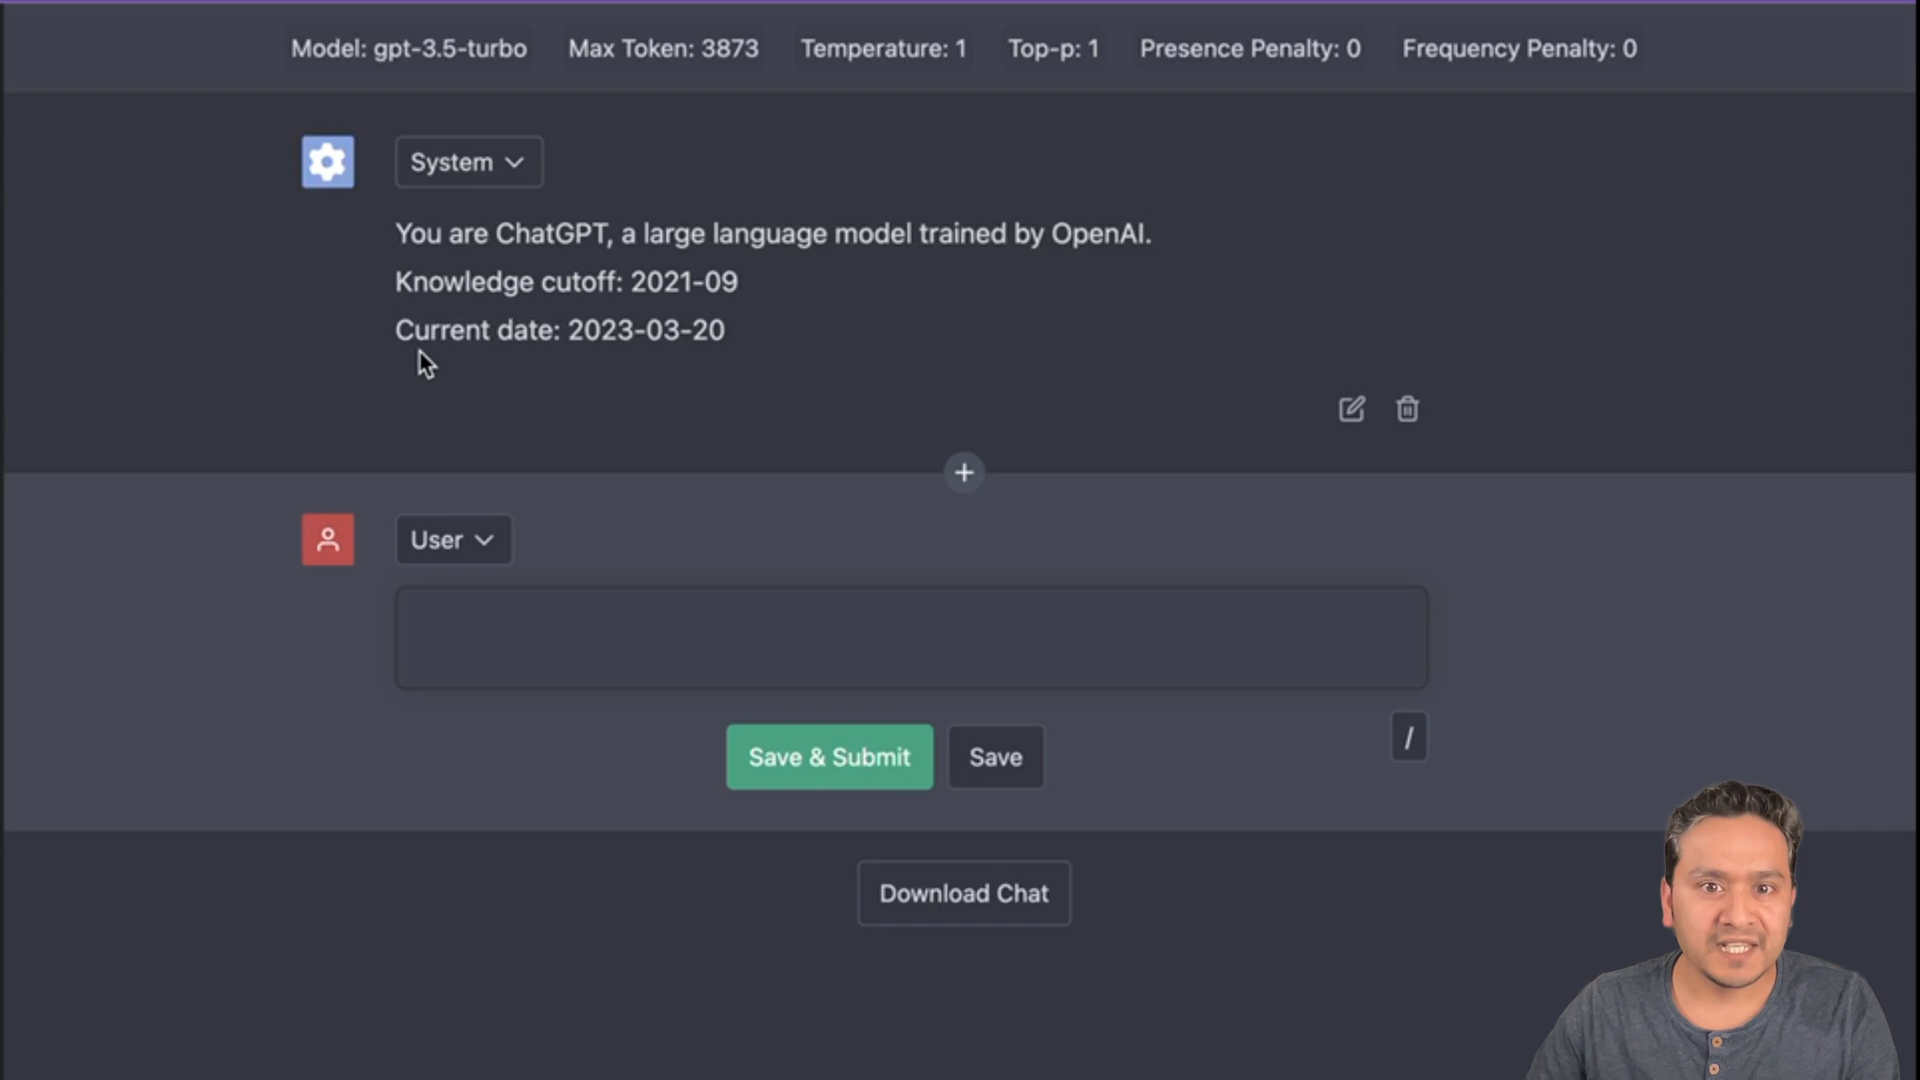 Model: gpt-3.5-turbo Max Token: 3873 Temperature: 1 Top-p: 1 Presence Penalty: 0 Frequency Penalty: 0
System
You are ChatGPT, a large language model trained by OpenAI.
Knowledge cutoff: 2021-09
Current date: 2023-03-20
User
/
Save & Submit Save
Download Chat